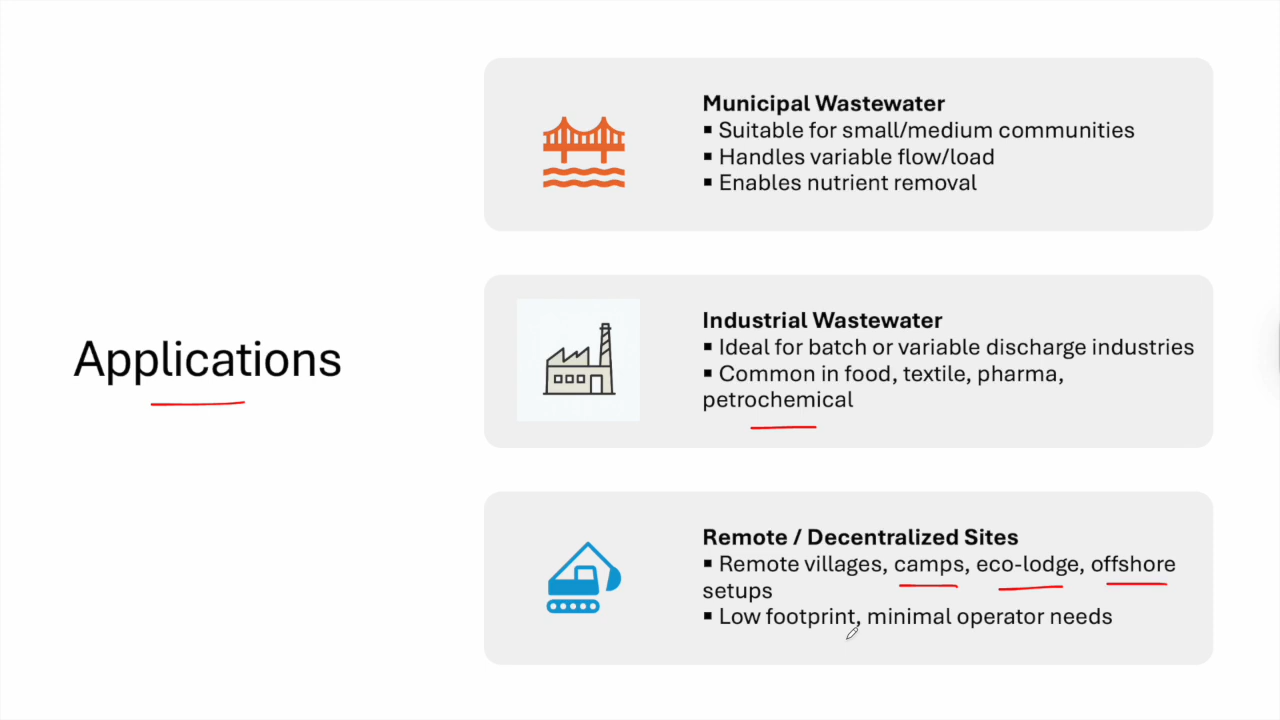 Applications
Municipal Wastewater
▪ Suitable for small/medium communities
▪ Handles variable flow/load
▪ Enables nutrient removal
Industrial Wastewater
▪ Ideal for batch or variable discharge industries
▪ Common in food, textile, pharma,
petrochemical
Remote / Decentralized Sites
▪ Remote villages, camps, eco-lodge, offshore
setups
▪ Low footprint, minimal operator needs